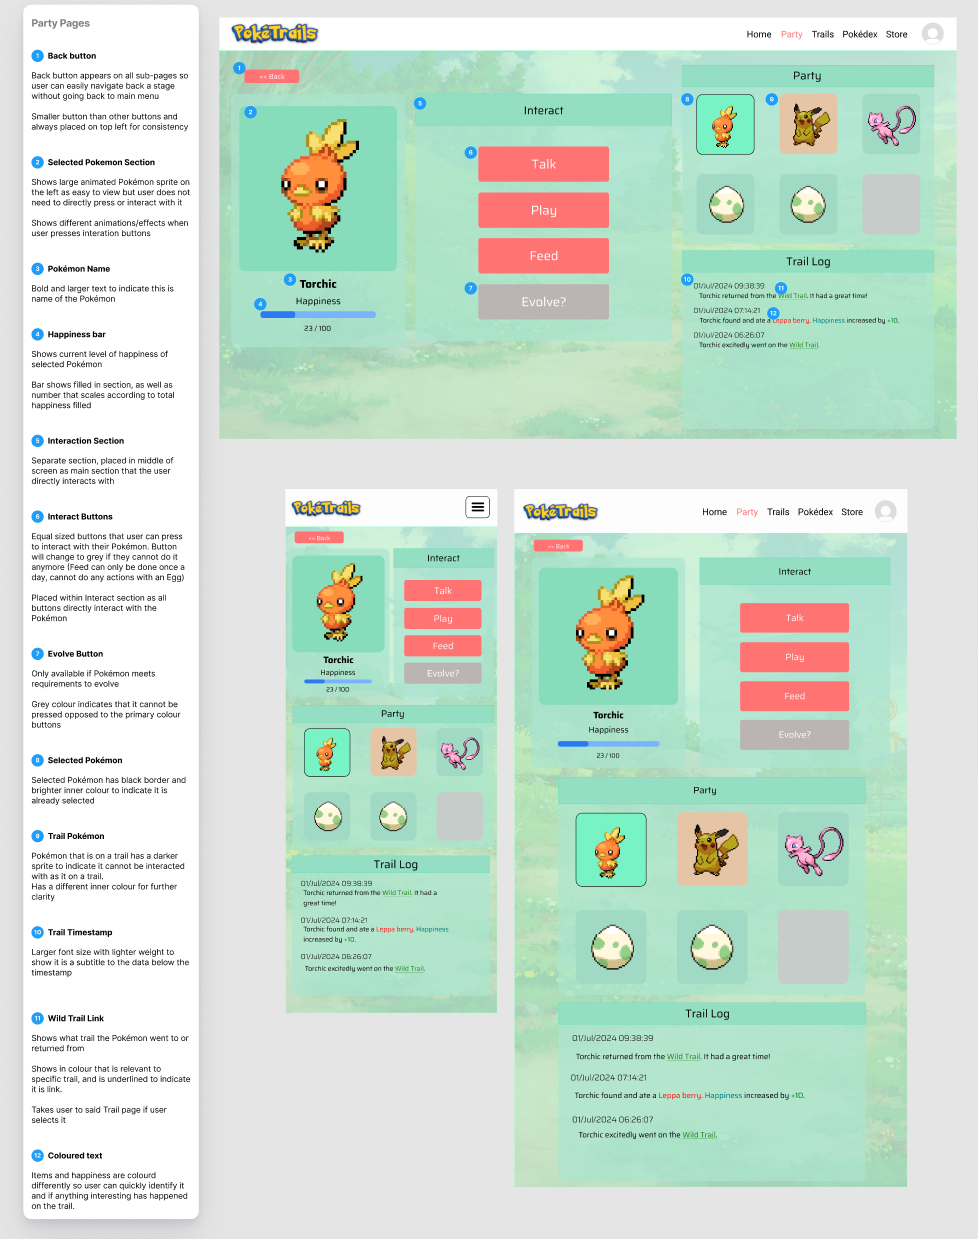 Party Pages
1 Back button
Back button appears on all sub-pages so
user can easily navigate back a stage
without going back to main menu
Smaller button than other buttons and
always placed on top left for consistency
2 Selected Pokemon Section
Shows large animated Pokémon sprite on
the left as easy to view but user does not
need to directly press or interact with it
Shows different animations/effects when
user presses interation buttons
3 Pokémon Name
Bold and larger text to indicate this is
name of the Pokémon
4 Happiness bar
Shows current level of happiness of
selected Pokémon
Bar shows filled in section, as well as
number that scales according to total
happiness filled
5 Interaction Section
Separate section, placed in middle of
screen as main section that the user
directly interacts with
6 Interact Buttons
Equal sized buttons that user can press
to interact with their Pokémon. Button
will change to grey if they cannot do it
anymore (Feed can only be done once a
day, cannot do any actions with an Egg)
Placed within Interact section as all
buttons directly interact with the
Pokémon
7 Evolve Button
Only available if Pokémon meets
requirements to evolve
Grey colour indicates that it cannot be
pressed opposed to the primary colour
buttons
8 Selected Pokémon
Selected Pokémon has black border and
brighter inner colour to indicate it is
already selected
9 Trail Pokémon
Pokémon that is on a trail has a darker
sprite to indicate it cannot be interacted
with as it on a trail.
Has a different inner colour for further
clarity
10 Trail Timestamp
Larger font size with lighter weight to
show it is a subtitle to the data below the
timestamp
11 Wild Trail Link
Shows what trail the Pokémon went to or
returned from
Shows in colour that is relevant to
specific trail, and is underlined to indicate
it is link.
Takes user to said Trail page if user
selects it
12 Coloured text
Items and happiness are colourd
differently so user can quickly identify it
and if anything interesting has happened
on the trail.
PokéTrails
Home Party Trails Pokédex Store
1
<< Back
2
3
Torchic
Happiness
4
23 / 100
5
Interact
6
Talk
Play
Feed
7
Evolve?
Party
8
9
Trail Log
10
01/Jul/2024 09:38:39
11
Torchic returned from the Wild Trail. It had a great time!
01/Jul/2024 07:14:21
12
Torchic found and ate a Leppa berry. Happiness increased by +10.
01/Jul/2024 06:26:07
Torchic excitedly went on the Wild Trail.
PokéTrails
<< Back
Torchic
Happiness
23 / 100
Interact
Talk
Play
Feed
Evolve?
Party
Trail Log
01/Jul/2024 09:38:39
Torchic returned from the Wild Trail. It had a
great time!
01/Jul/2024 07:14:21
Torchic found and ate a Leppa berry. Happiness
increased by +10.
01/Jul/2024 06:26:07
Torchic excitedly went on the Wild Trail.
PokéTrails
Home Party Trails Pokédex Store
<< Back
Torchic
Happiness
23 / 100
Interact
Talk
Play
Feed
Evolve?
Party
Trail Log
01/Jul/2024 09:38:39
Torchic returned from the Wild Trail. It had a great time!
01/Jul/2024 07:14:21
Torchic found and ate a Leppa berry. Happiness increased by +10.
01/Jul/2024 06:26:07
Torchic excitedly went on the Wild Trail.